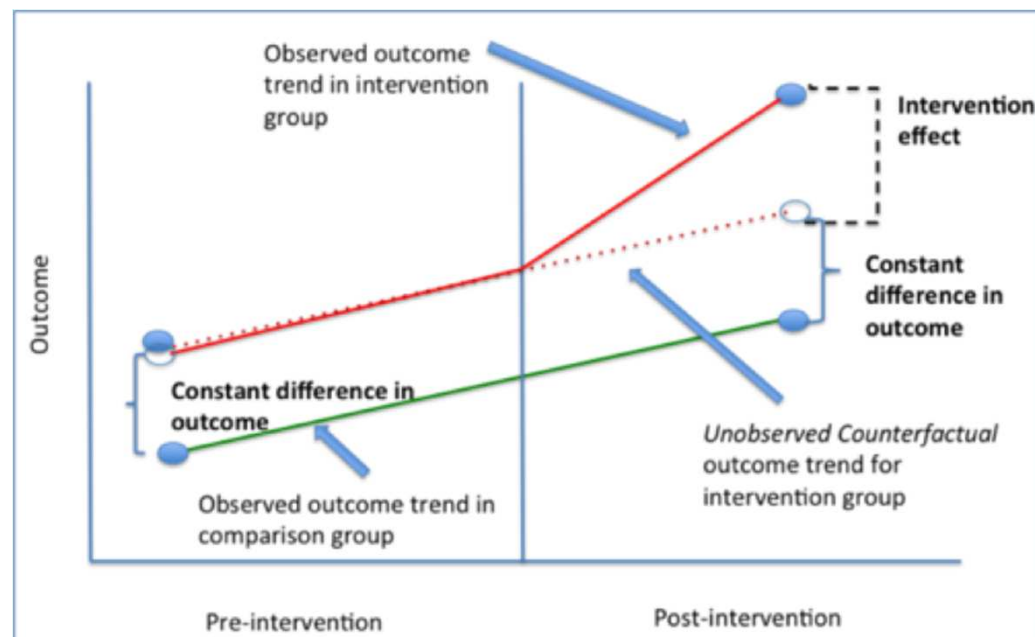 Observed outcome
trend in intervention
group
Intervention
effect
Outcome
Constant
difference in
outcome
Constant difference in
outcome
Unobserved Counterfactual
outcome trend for
intervention group
Observed outcome trend in
comparison group
Pre-intervention
Post-intervention